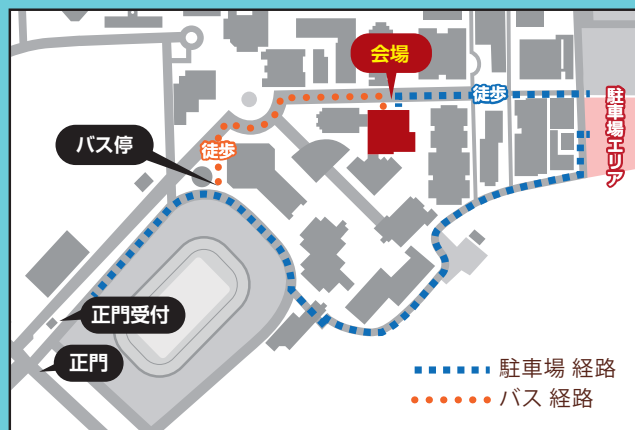 会場
徒歩
駐車場エリア
バス停
徒歩
正門受付
正門
駐車場 経路
バス 経路